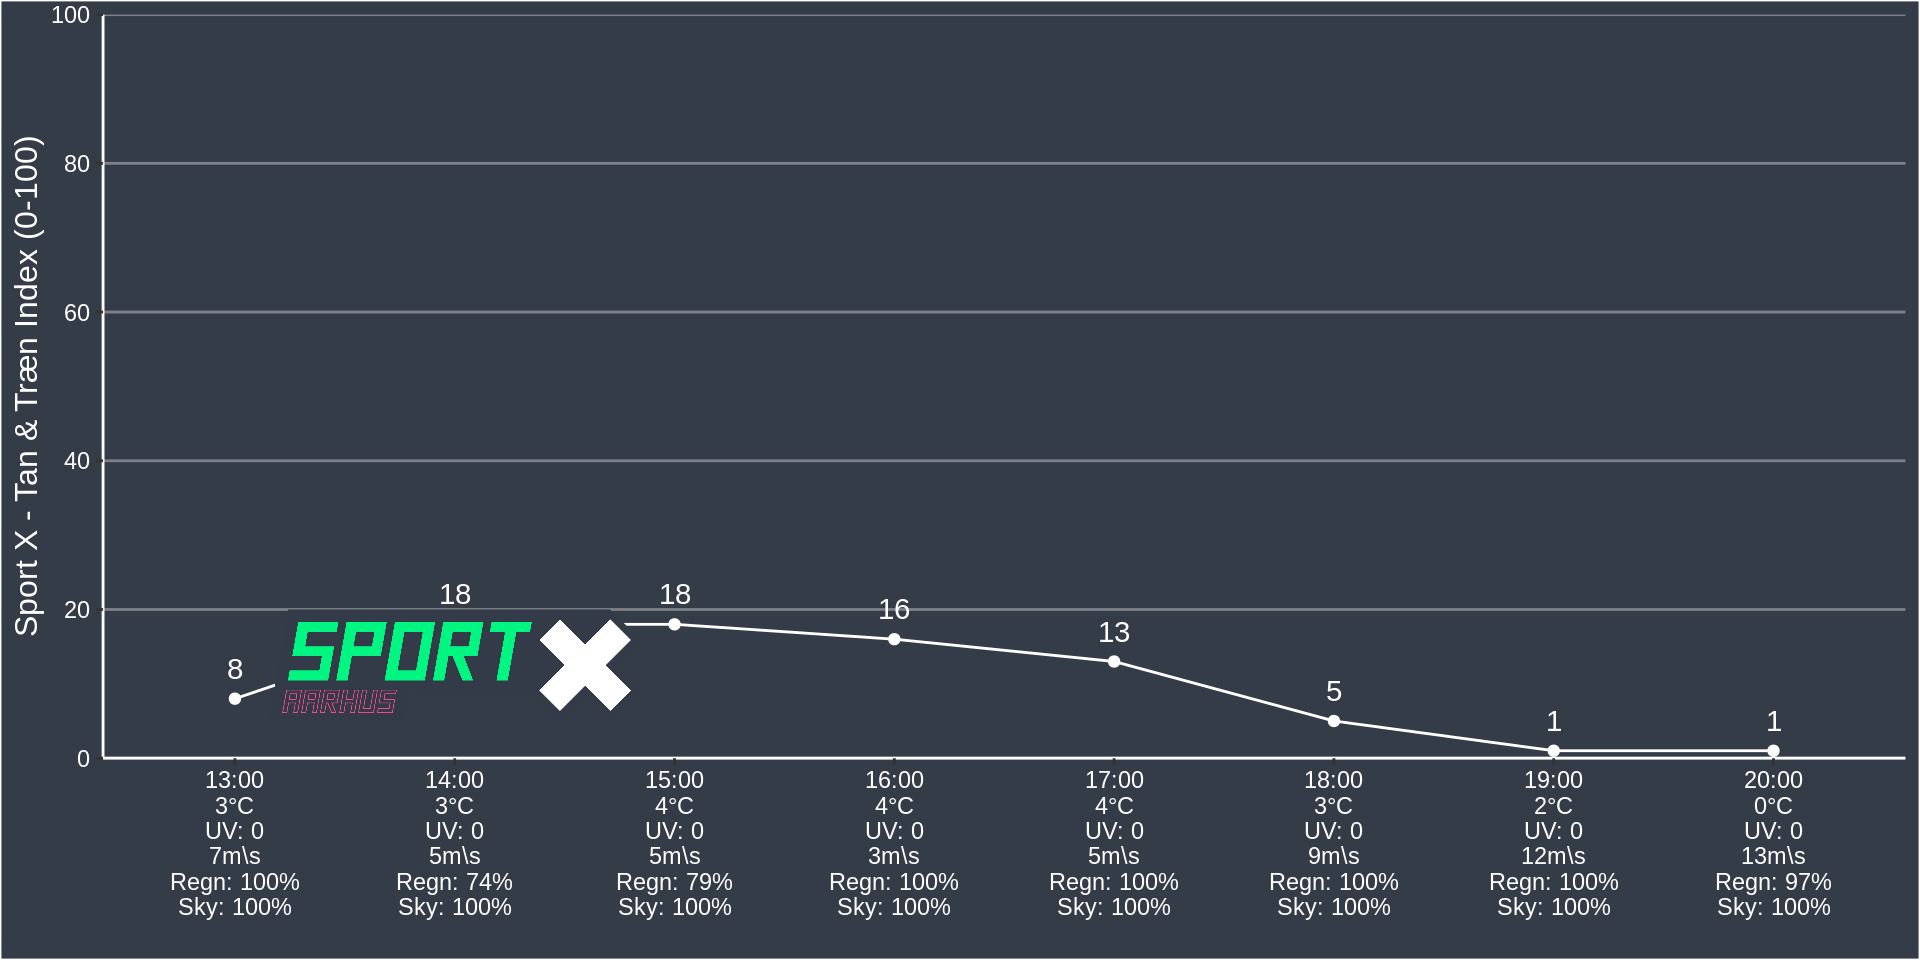 Sport X - Tan & Træn Index (0-100)
100
80
60
40
20
0
8
18
18
16
13
5
1
1
SPORT X
AARHUS
13:00
3°C
UV: 0
7m\s
Regn: 100%
Sky: 100%
14:00
3°C
UV: 0
5m\s
Regn: 74%
Sky: 100%
15:00
4°C
UV: 0
5m\s
Regn: 79%
Sky: 100%
16:00
4°C
UV: 0
3m\s
Regn: 100%
Sky: 100%
17:00
4°C
UV: 0
5m\s
Regn: 100%
Sky: 100%
18:00
3°C
UV: 0
9m\s
Regn: 100%
Sky: 100%
19:00
2°C
UV: 0
12m\s
Regn: 100%
Sky: 100%
20:00
0°C
UV: 0
13m\s
Regn: 97%
Sky: 100%